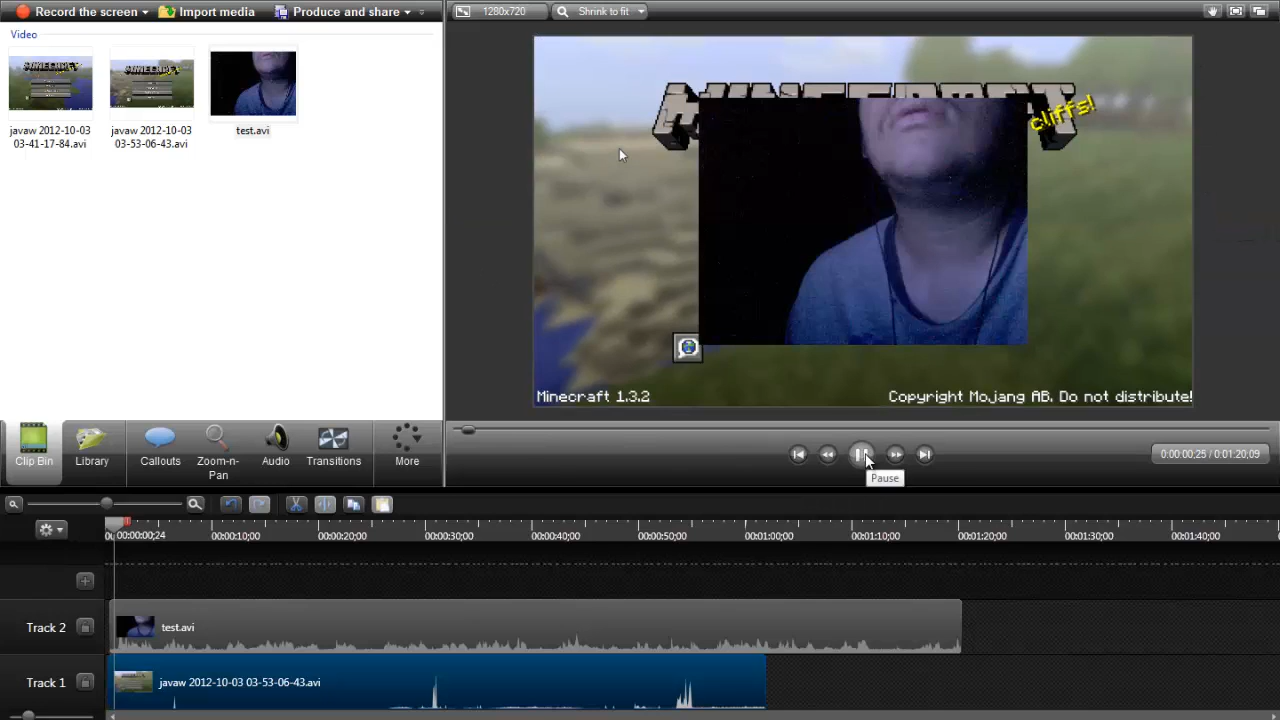 Record the screen
Import media
Produce and share
1280x720
Shrink to fit
Video
javaw 2012-10-03
03-41-17-84.avi
javaw 2012-10-03
03-53-06-43.avi
test.avi
cliffs!
Minecraft 1.3.2
Copyright Mojang AB. Do not distribute!
Clip Bin
Library
Callouts
Zoom-n-
Pan
Audio
Transitions
More
0:00:00;25 / 0:01:20;09
Pause
00:00:00;24
00:00:10;00
00:00:20;00
00:00:30;00
00:00:40;00
00:00:50;00
00:01:00;00
00:01:10;00
00:01:20;00
00:01:30;00
00:01:40;00
Track 2
test.avi
Track 1
javaw 2012-10-03 03-53-06-43.avi